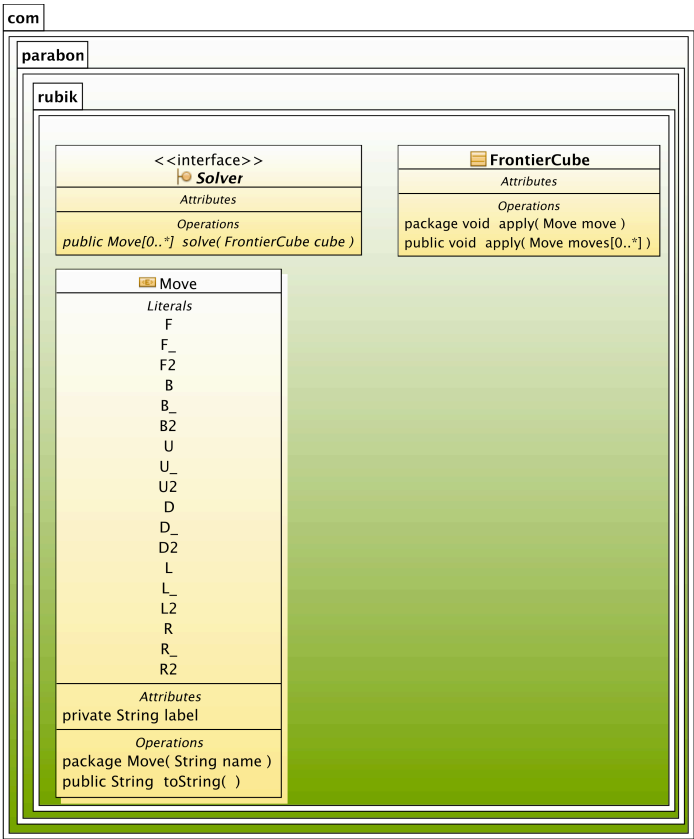 com
parabon
rubik
<<interface>>
Solver
Attributes
Operations
public Move[0..*] solve( FrontierCube cube )
FrontierCube
Attributes
Operations
package void apply( Move move )
public void apply( Move moves[0..*] )
Move
Literals
F
F_
F2
B
B_
B2
U
U_
U2
D
D_
D2
L
L_
L2
R
R_
R2
Attributes
private String label
Operations
package Move( String name )
public String toString( )